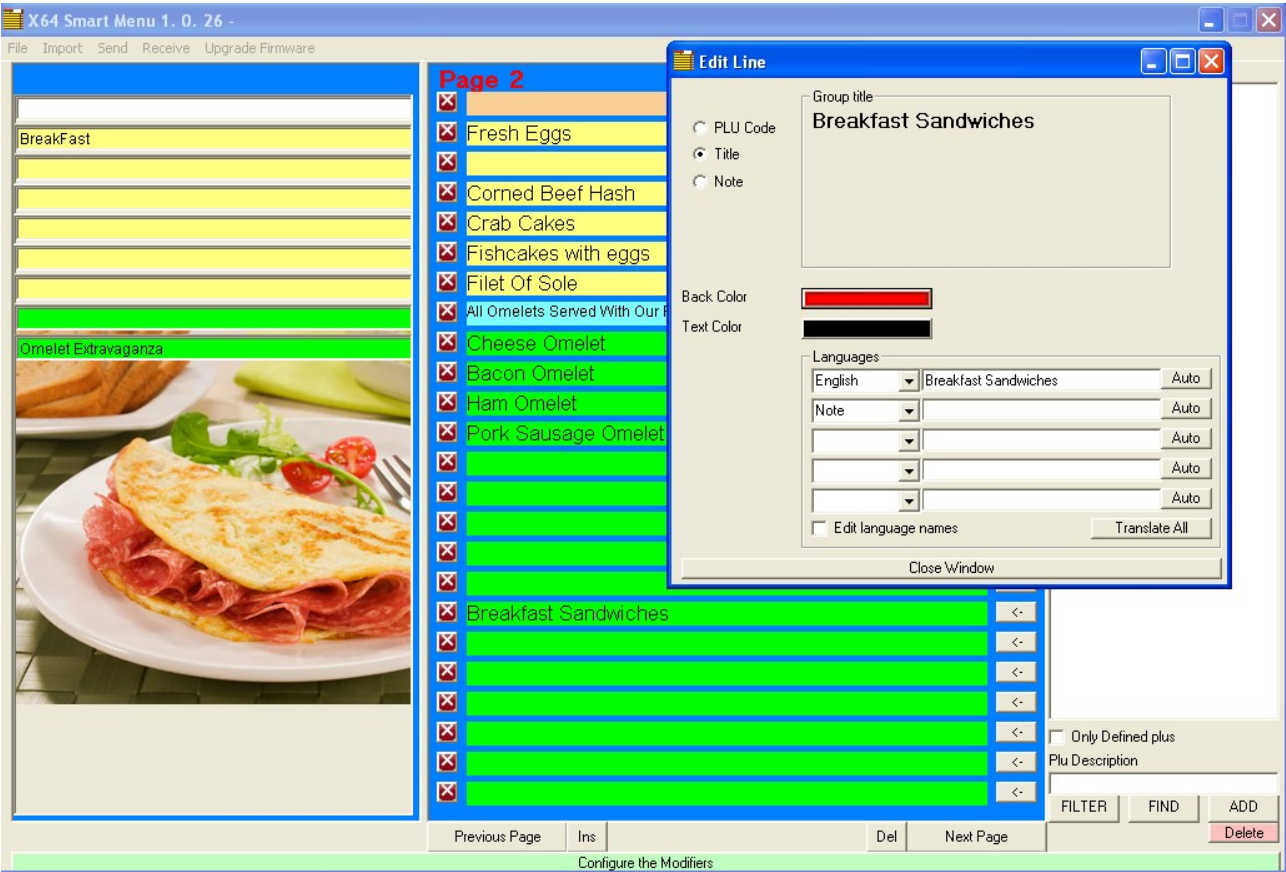 X64 Smart Menu 1. 0. 26 -
File Import Send Receive Upgrade Firmware
BreakFast
Omelet Extravaganza
Page 2
Fresh Eggs
Corned Beef Hash
Crab Cakes
Fishcakes with eggs
Filet Of Sole
All Omelets Served With Our
Cheese Omelet
Bacon Omelet
Ham Omelet
Pork Sausage Omelet
Breakfast Sandwiches
<-
<-
<-
<-
<-
<-
<-
Previous Page Ins Del Next Page
Configure the Modifiers
Edit Line
PLU Code
Title
Note
Group title
Breakfast Sandwiches
Back Color
Text Color
Languages
English Breakfast Sandwiches Auto
Note Auto
Auto
Auto
Auto
Edit language names Translate All
Close Window
Only Defined plus
Plu Description
FILTER FIND ADD
Delete